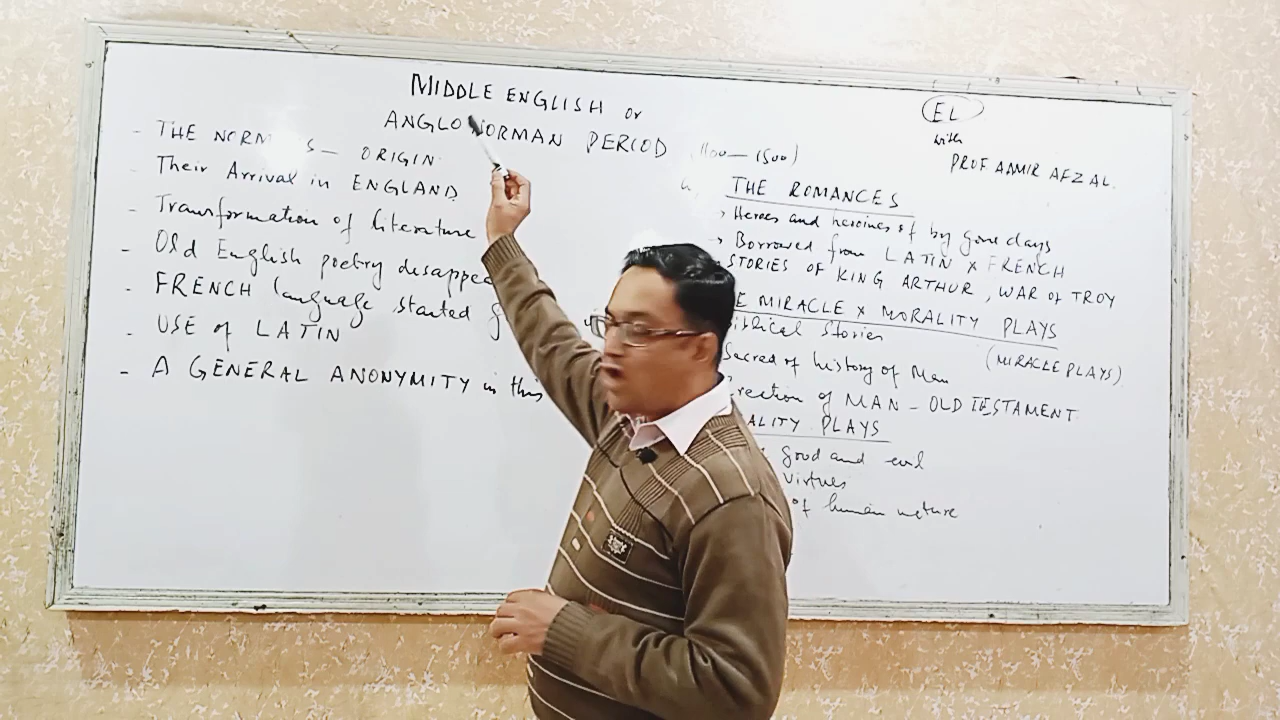 MIDDLE ENGLISH or
ANGLO NORMAN PERIOD (1100—1500)
EL
with
PROF AAMIR AFZAL.
- THE NORM S— ORIGIN
- Their Arrival in ENGLAND
- Transformation of literature
- Old English poetry disappea
- FRENCH language started
- USE of LATIN
- A GENERAL ANONYMITY in this
THE ROMANCES
→ Heroes and heroines of by gone days
→ Borrowed from LATIN & FRENCH
STORIES OF KING ARTHUR, WAR of TROY
E MIRACLE & MORALITY PLAYS
iblical Stories (MIRACLE PLAYS)
Sacred of history of Man
reation of MAN - OLD TESTAMENT
ALITY PLAYS
good and evil
virtues
of human nature